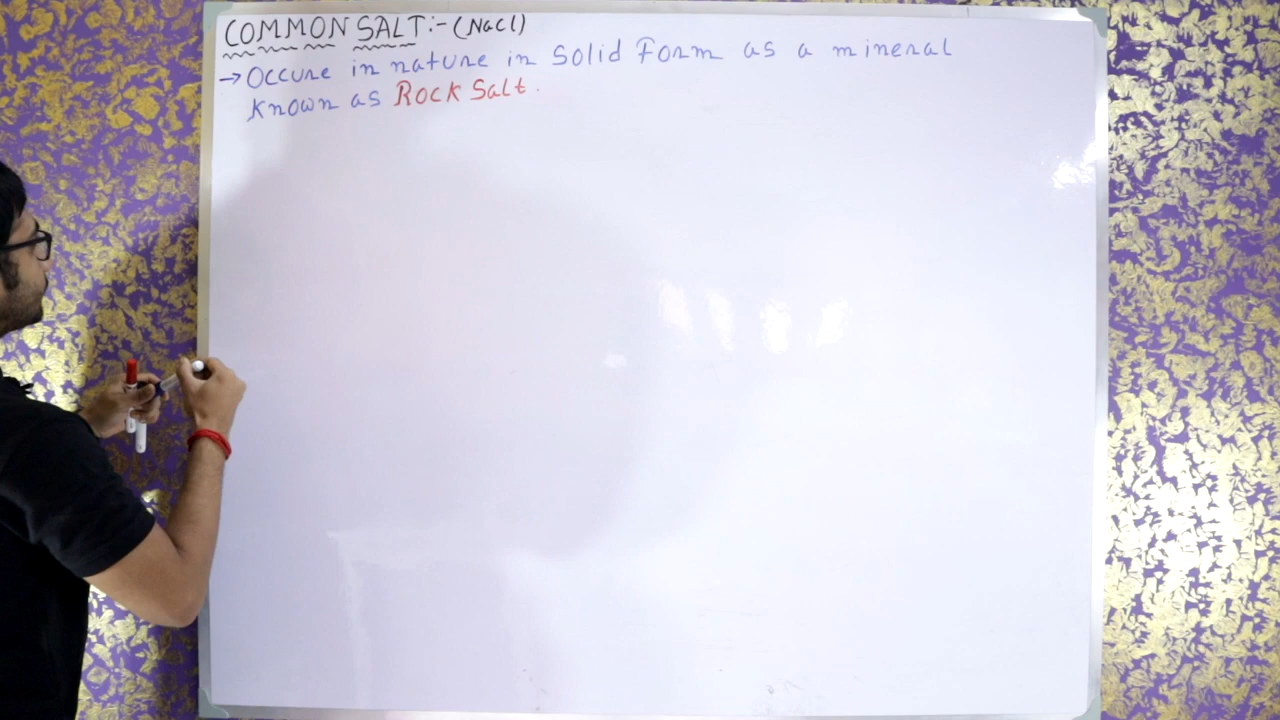 COMMON SALT:- (NaCl)
→ Occure in nature in Solid Form as a mineral
known as Rock Salt.